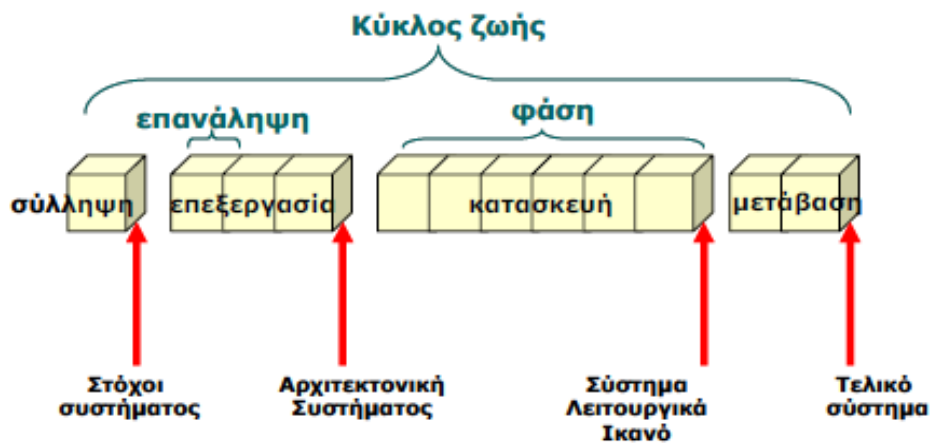 Κύκλος ζωής
επανάληψη
φάση
σύλληψη
επεξεργασία
κατασκευή
μετάβαση
Στόχοι
συστήματος
Αρχιτεκτονική
Συστήματος
Σύστημα
Λειτουργικά
Ικανό
Τελικό
σύστημα